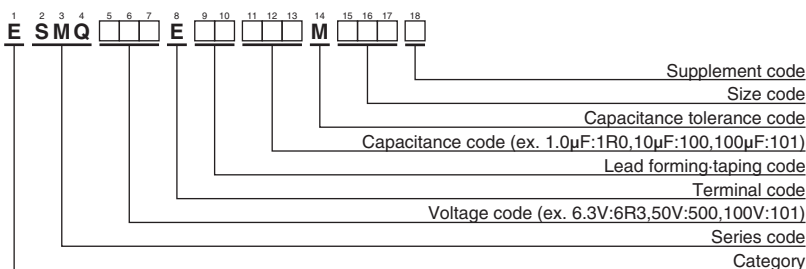 1 2 3 4 5 6 7 8 9 10 11 12 13 14 15 16 17 18
E SMQ □□□ E □□ □□□ M □□□ □
Supplement code
Size code
Capacitance tolerance code
Capacitance code (ex. 1.0μF:1R0,10μF:100,100μF:101)
Lead forming·taping code
Terminal code
Voltage code (ex. 6.3V:6R3,50V:500,100V:101)
Series code
Category